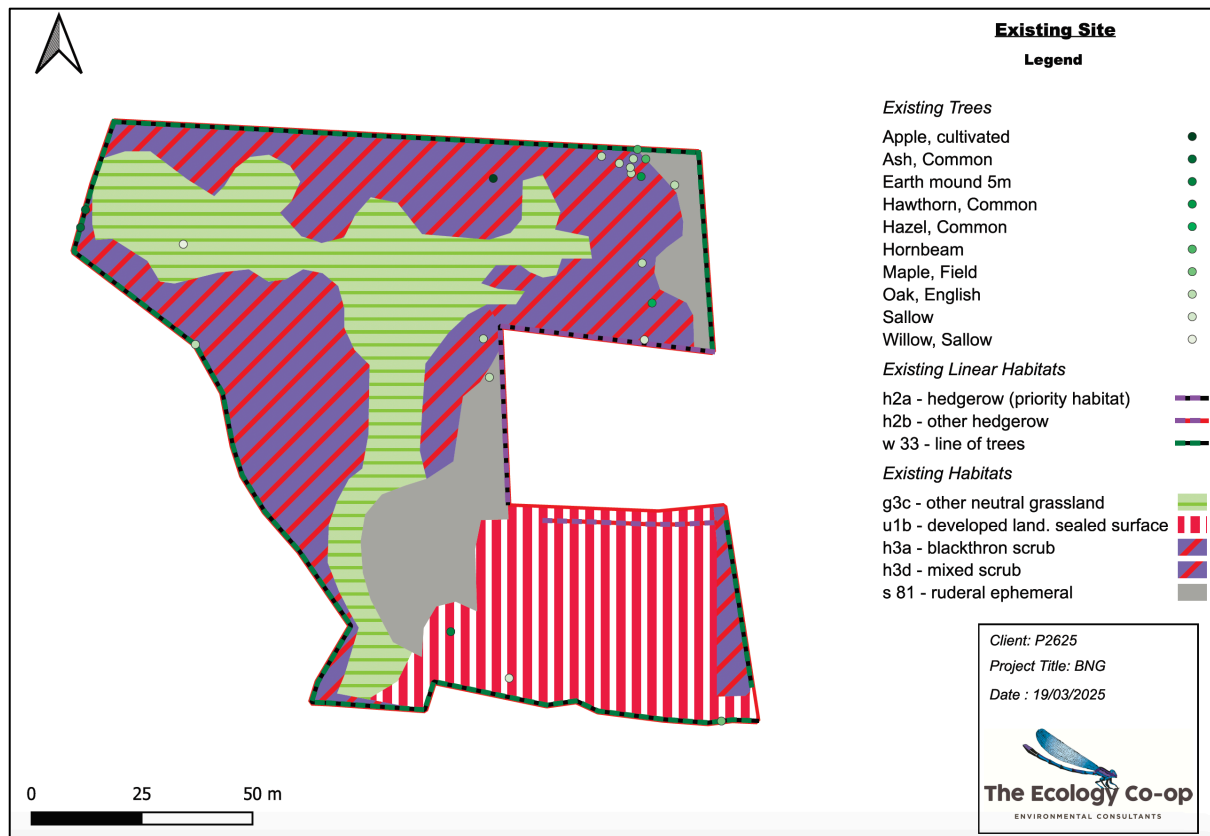 Existing Site
Legend
Existing Trees
Apple, cultivated
Ash, Common
Earth mound 5m
Hawthorn, Common
Hazel, Common
Hornbeam
Maple, Field
Oak, English
Sallow
Willow, Sallow
Existing Linear Habitats
h2a - hedgerow (priority habitat)
h2b - other hedgerow
w 33 - line of trees
Existing Habitats
g3c - other neutral grassland
u1b - developed land. sealed surface
h3a - blackthron scrub
h3d - mixed scrub
s 81 - ruderal ephemeral
Client: P2625
Project Title: BNG
Date : 19/03/2025
The Ecology Co-op
ENVIRONMENTAL CONSULTANTS
0 25 50 m